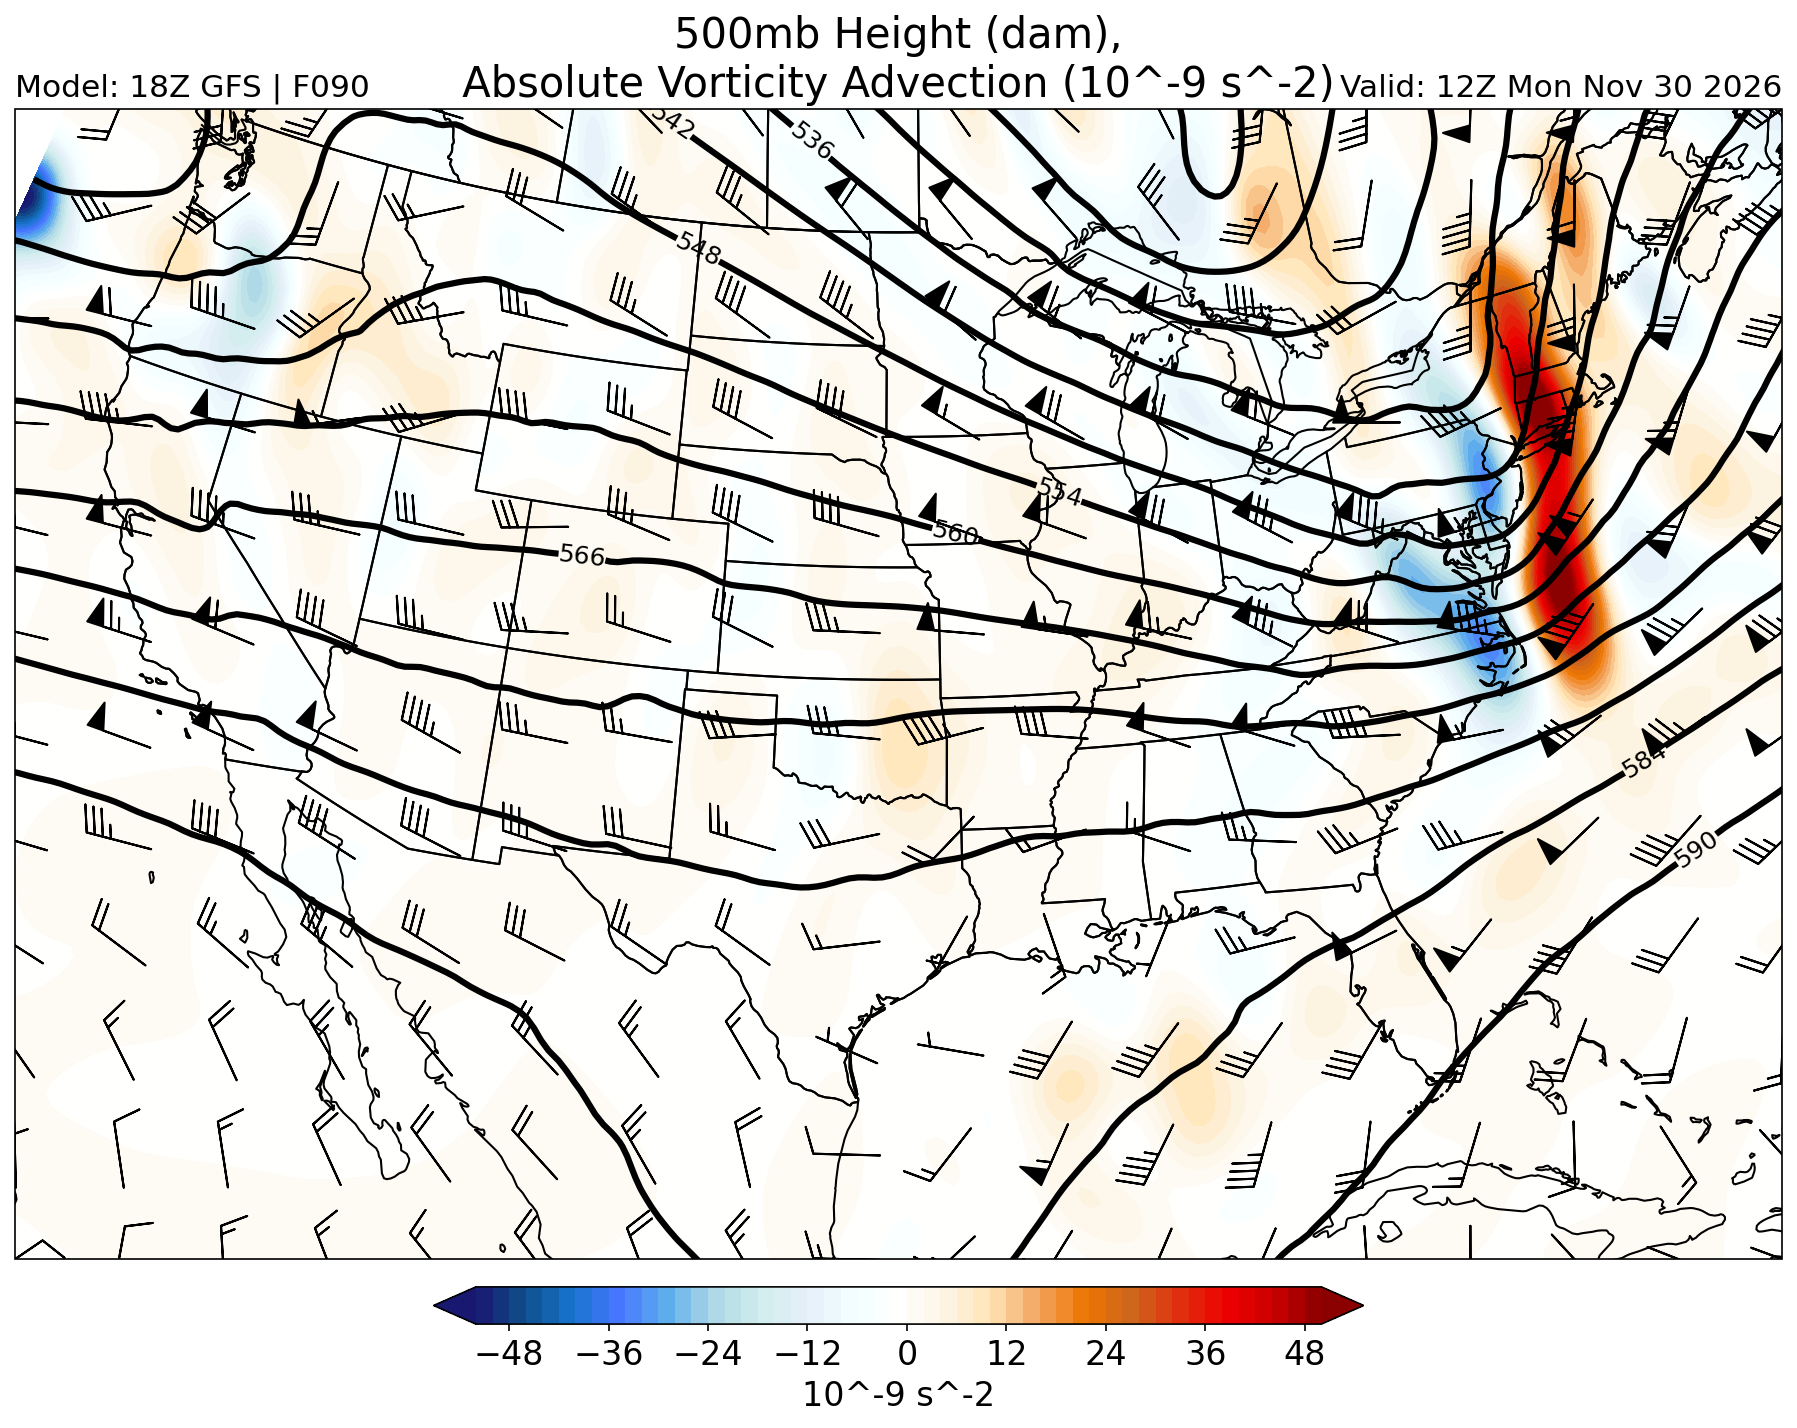 500mb Height (dam),
Model: 18Z GFS | F090
Absolute Vorticity Advection (10^-9 s^-2)
Valid: 12Z Mon Nov 30 2026
542
536
548
554
560
566
584
590
−48 −36 −24 −12 0 12 24 36 48
10^-9 s^-2